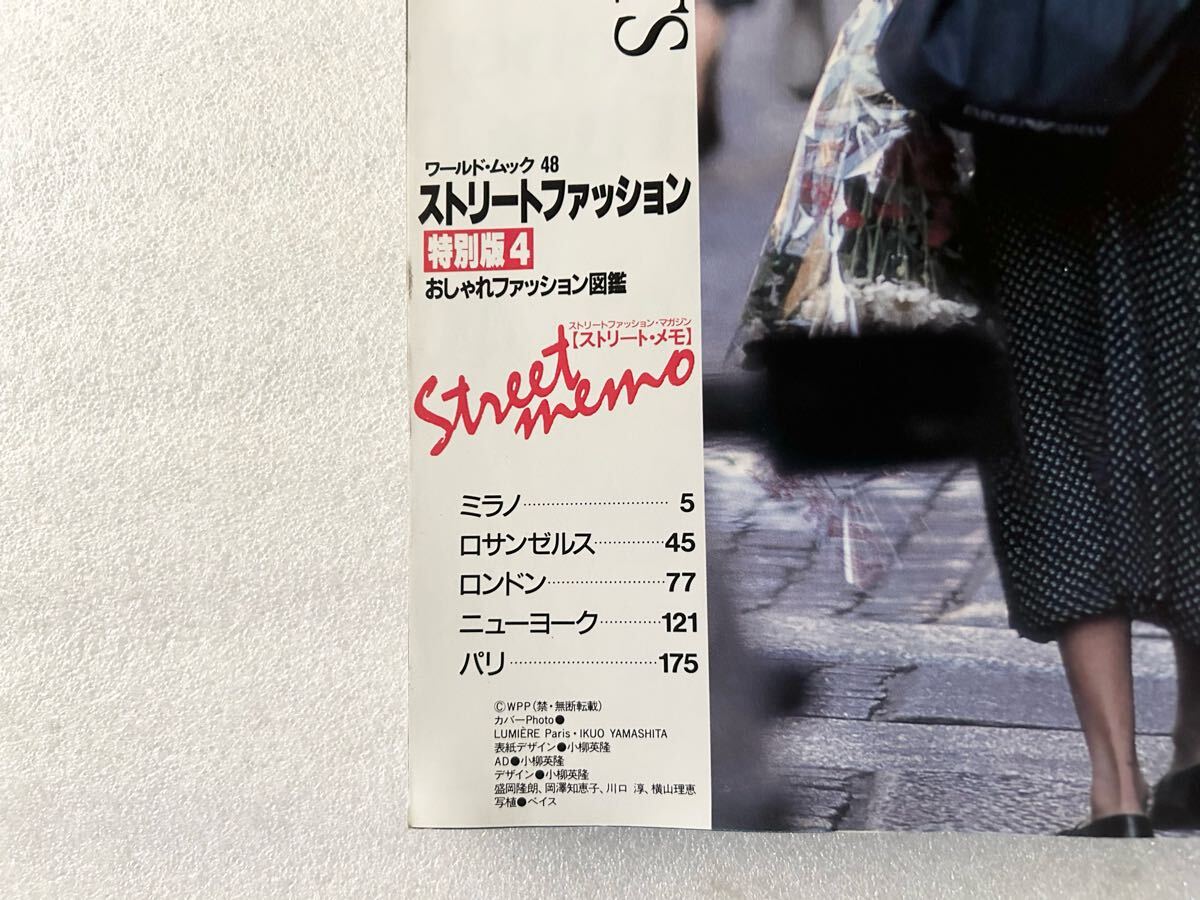 TS
ワールド・ムック 48
ストリートファッション
特別版4
おしゃれファッション図鑑
ストリートファッション・マガジン
【ストリート・メモ】
Street memo
ミラノ 5
ロサンゼルス 45
ロンドン 77
ニューヨーク 121
パリ 175
©WPP(禁・無断転載)
カバーPhoto●
LUMIÈRE Paris・IKUO YAMASHITA
表紙デザイン●小柳英隆
AD●小柳英隆
デザイン●小柳英隆
盛岡隆朗、岡澤知恵子、川口 淳、横山理恵
写植●ベイス